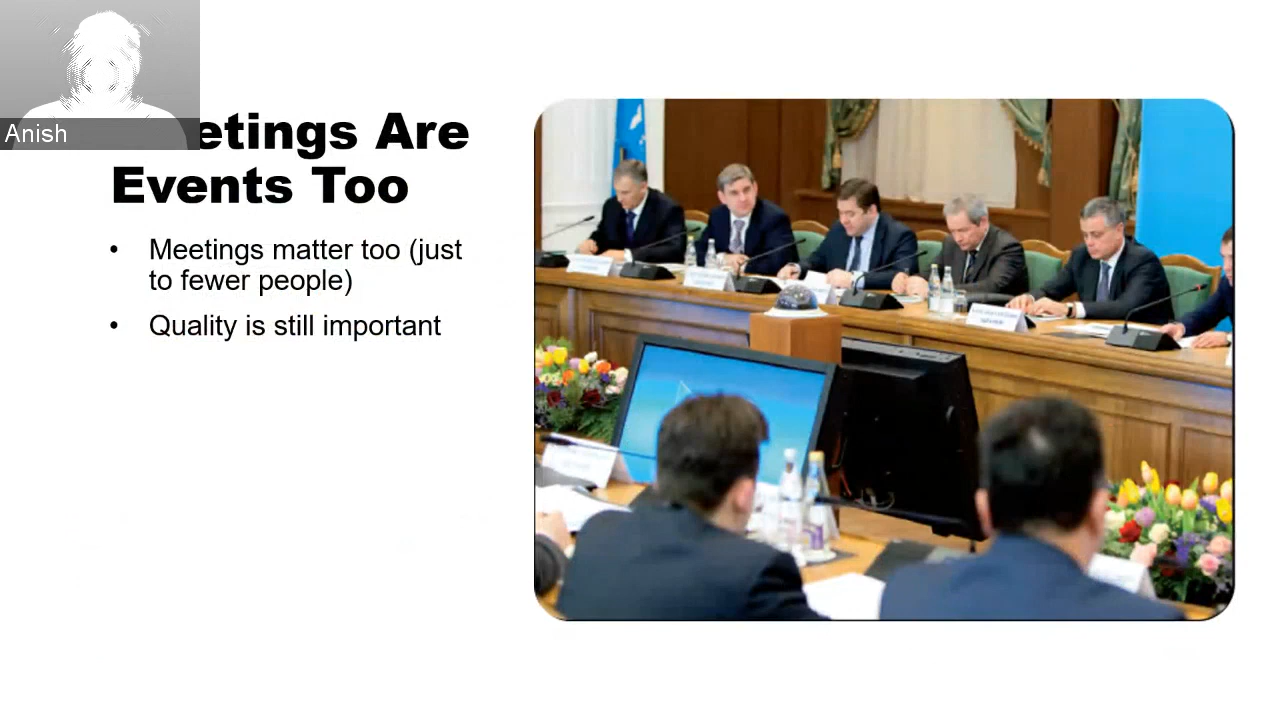 Anish
etings Are
Events Too
• Meetings matter too (just
to fewer people)
• Quality is still important